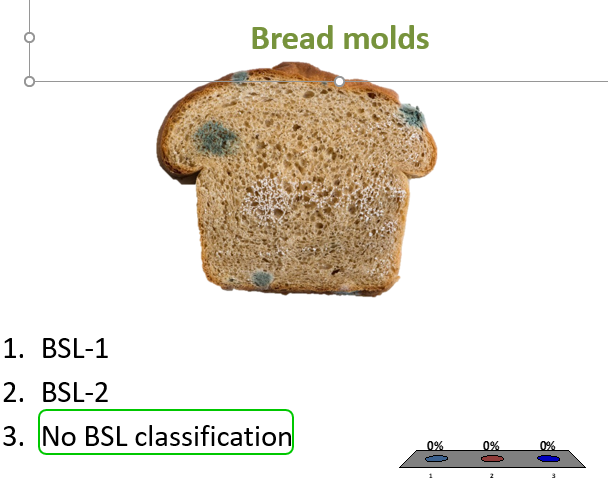 Bread molds
1. BSL-1
2. BSL-2
3. No BSL classification
0% 0% 0%
1 2 3